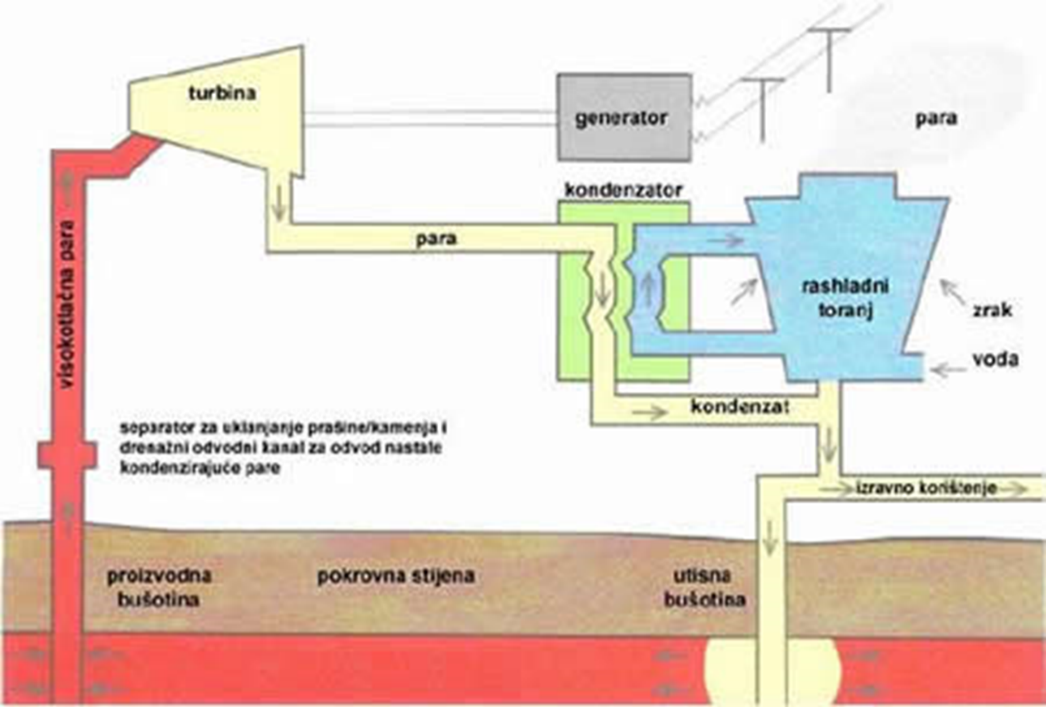 turbina
generator
para
kondenzator
para
visokotlačna para
rashladni
toranj
zrak
voda
kondenzat
separator za uklanjanje prašine/kamenja i
drenažni odvodni kanal za odvod nastale
kondenzirajuće pare
izravno korištenje
proizvodna
bušotina
pokrovna stijena
utisna
bušotina